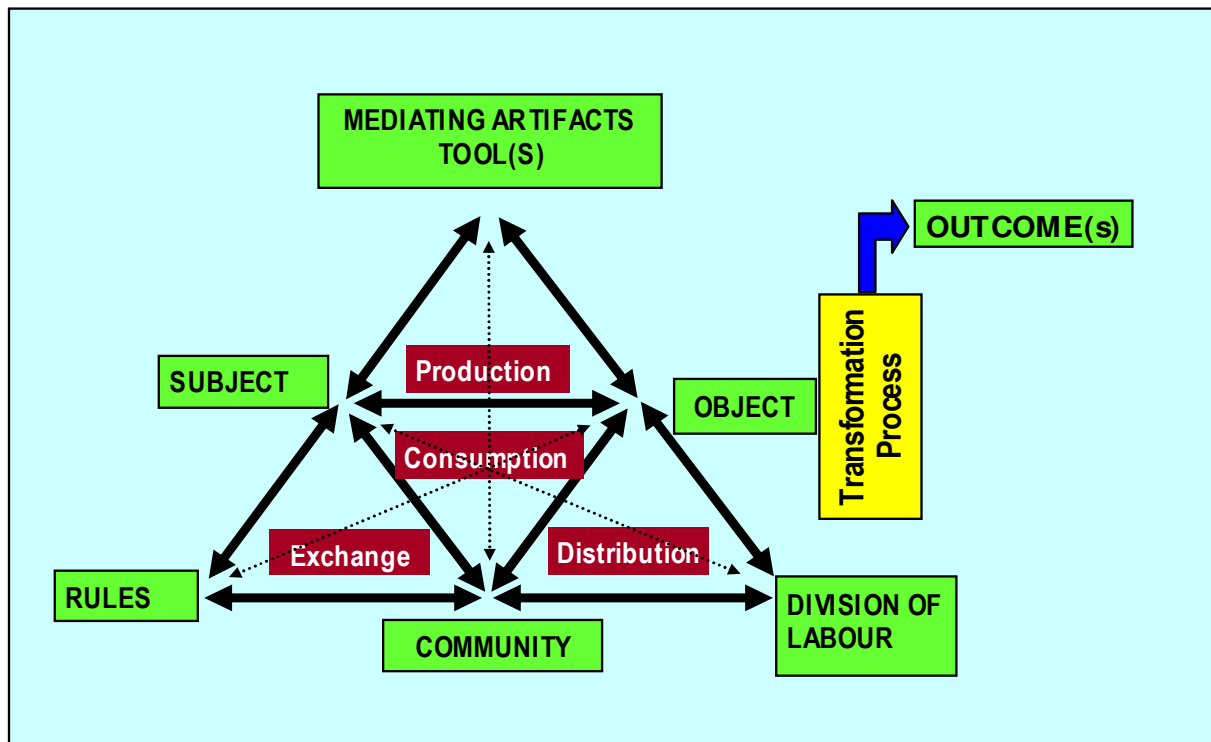 MEDIATING ARTIFACTS
TOOL(S)
OUTCOME(s)
Transformation
Process
SUBJECT
Production
OBJECT
Consumption
Exchange
Distribution
RULES
DIVISION OF
LABOUR
COMMUNITY